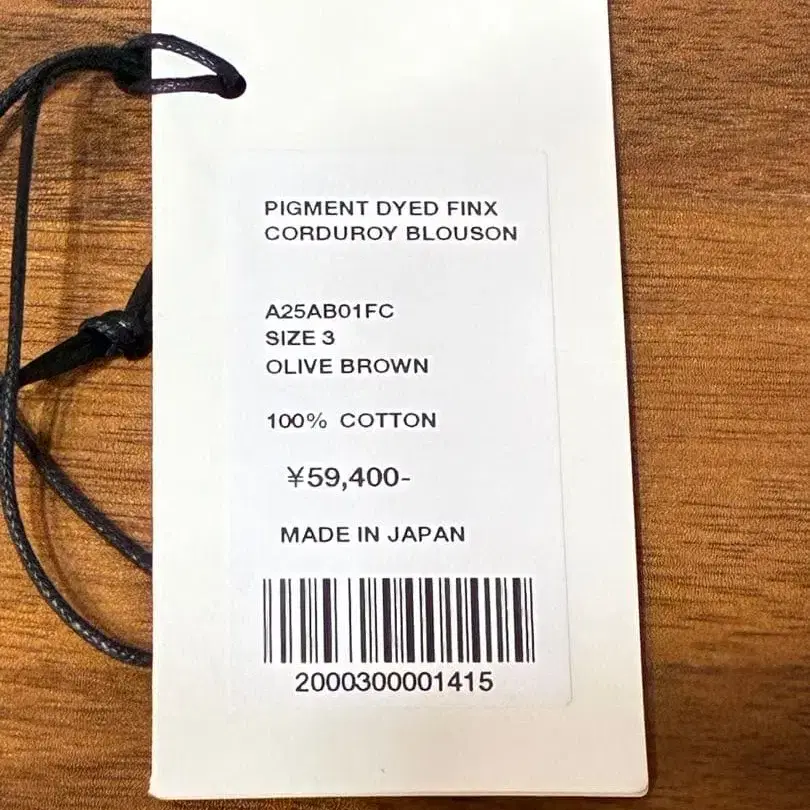 PIGMENT DYED FINX
CORDUROY BLOUSON
A25AB01FC
SIZE 3
OLIVE BROWN
100% COTTON
¥59,400-
MADE IN JAPAN
2000300001415